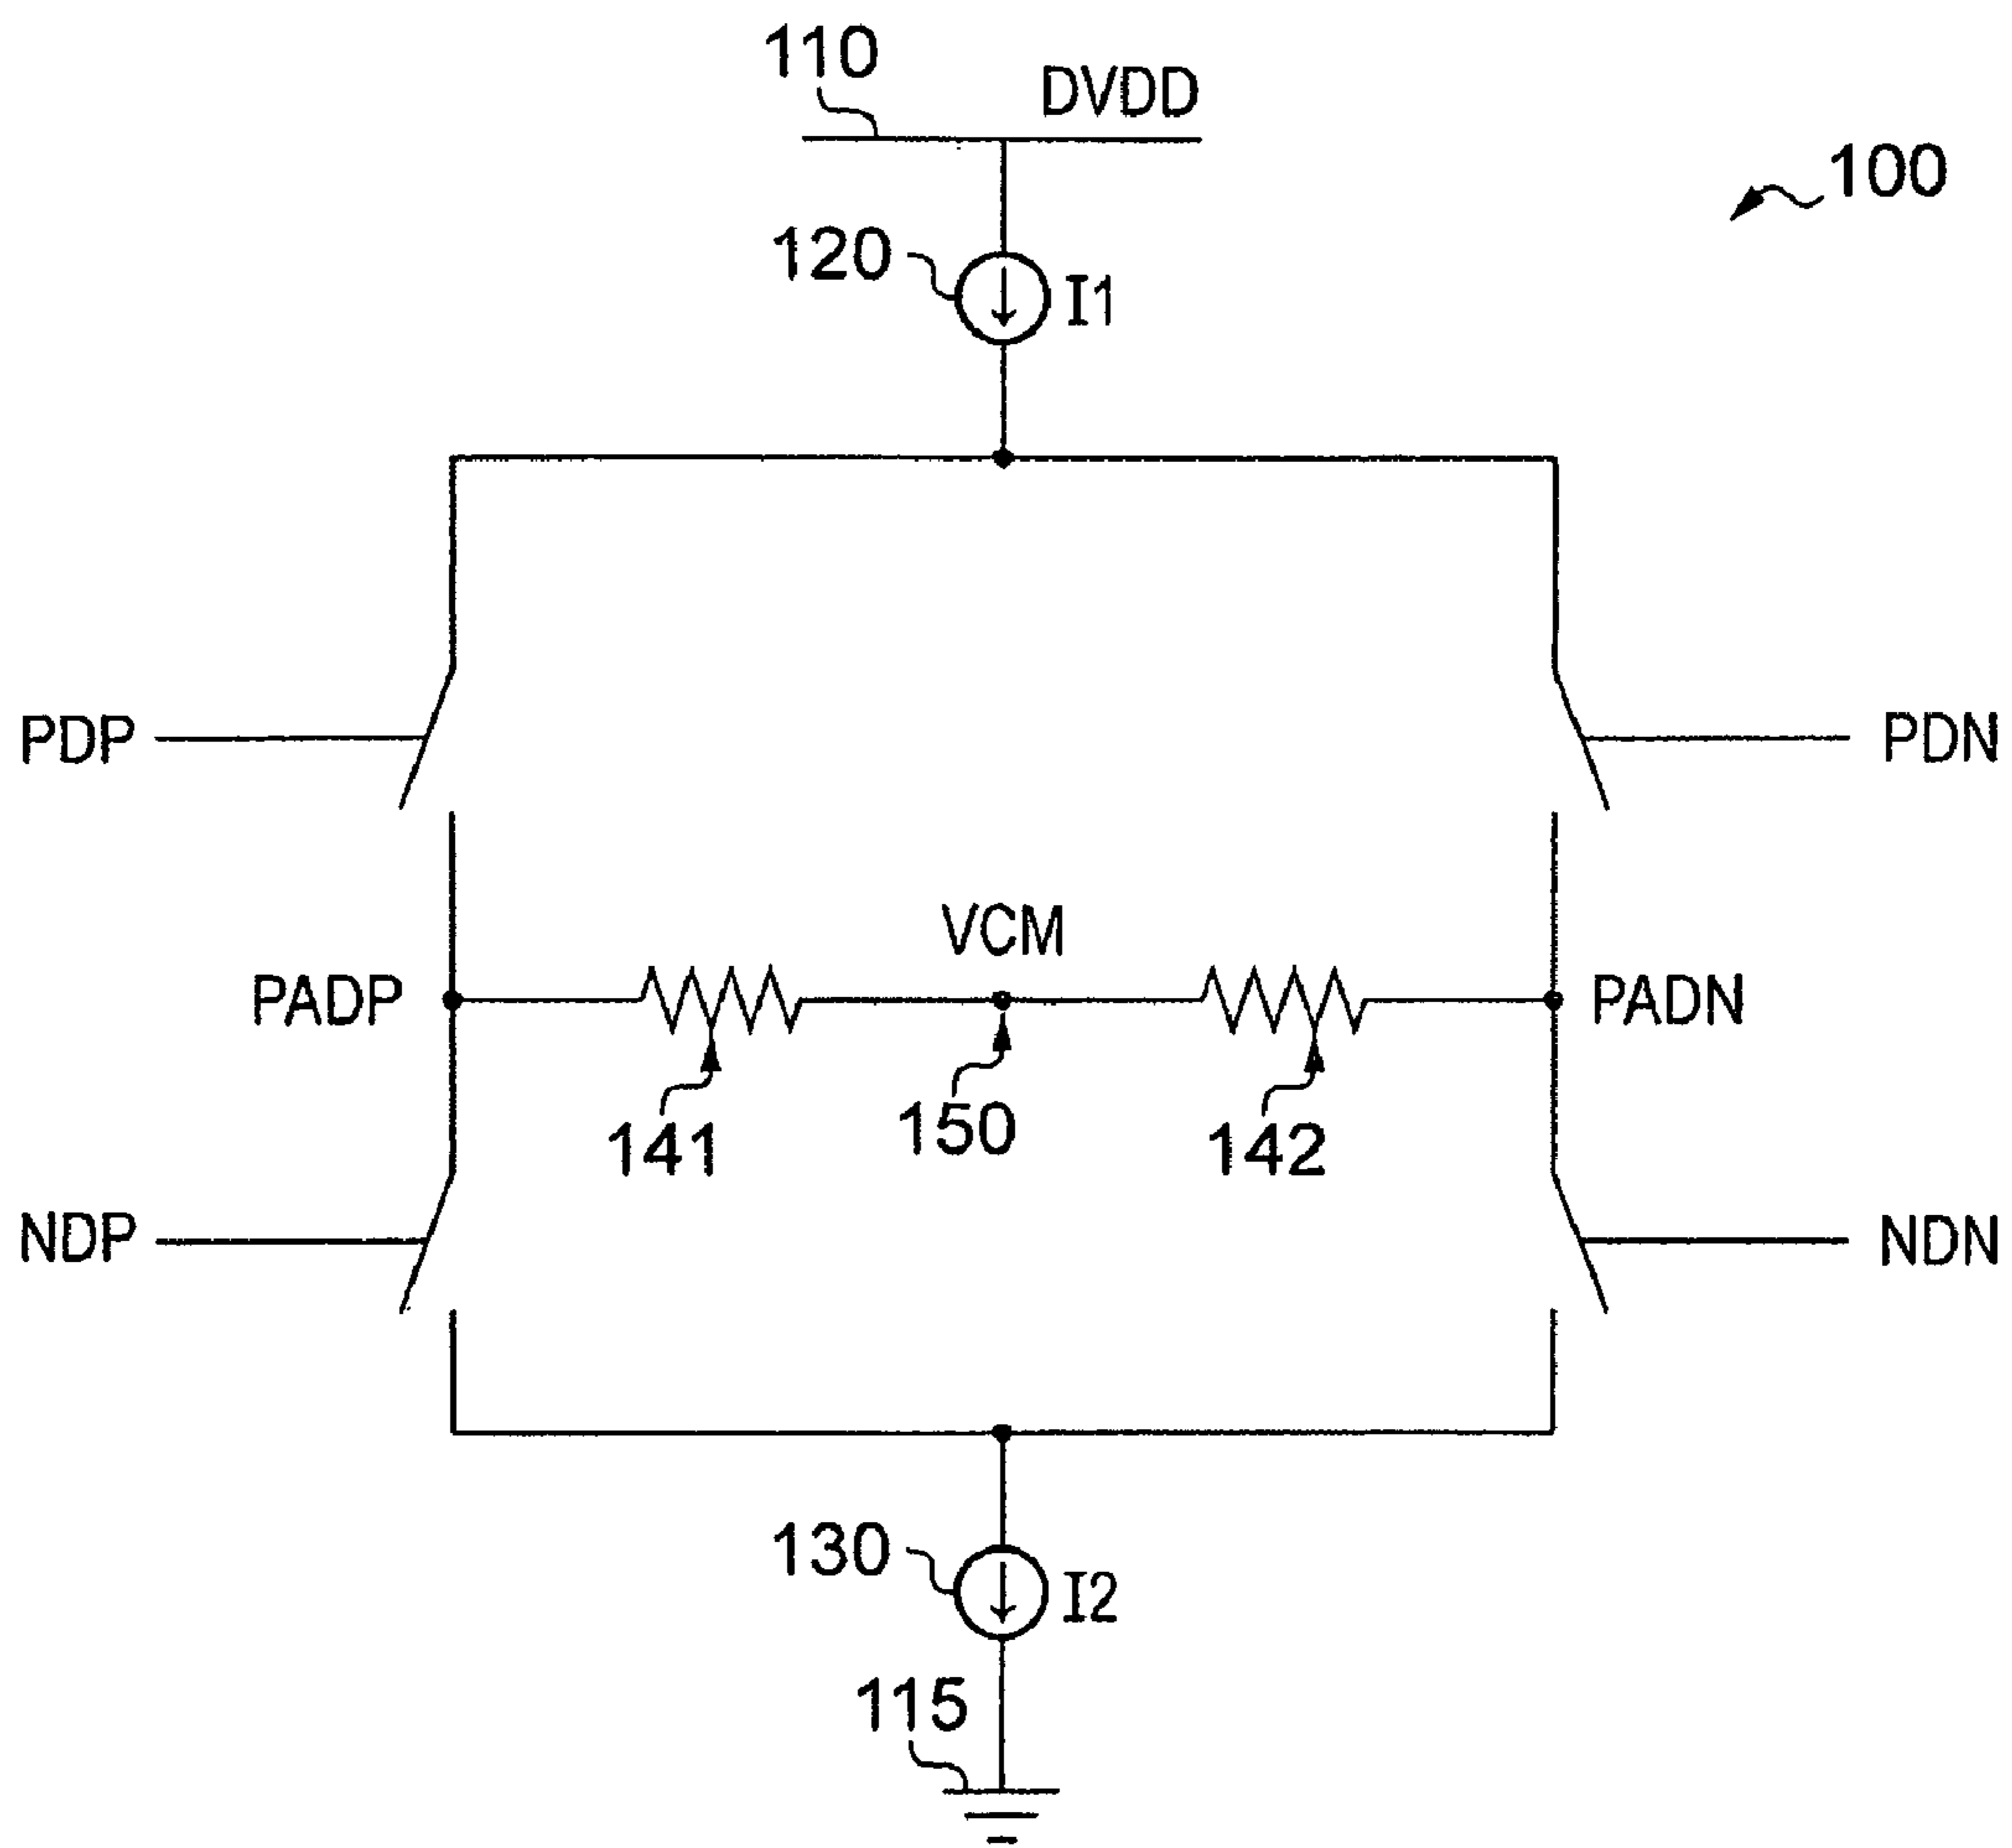 110
DVDD
100
120
I1
PDP
PDN
VCM
PADP
PADN
141
150
142
NDP
NDN
130
I2
115